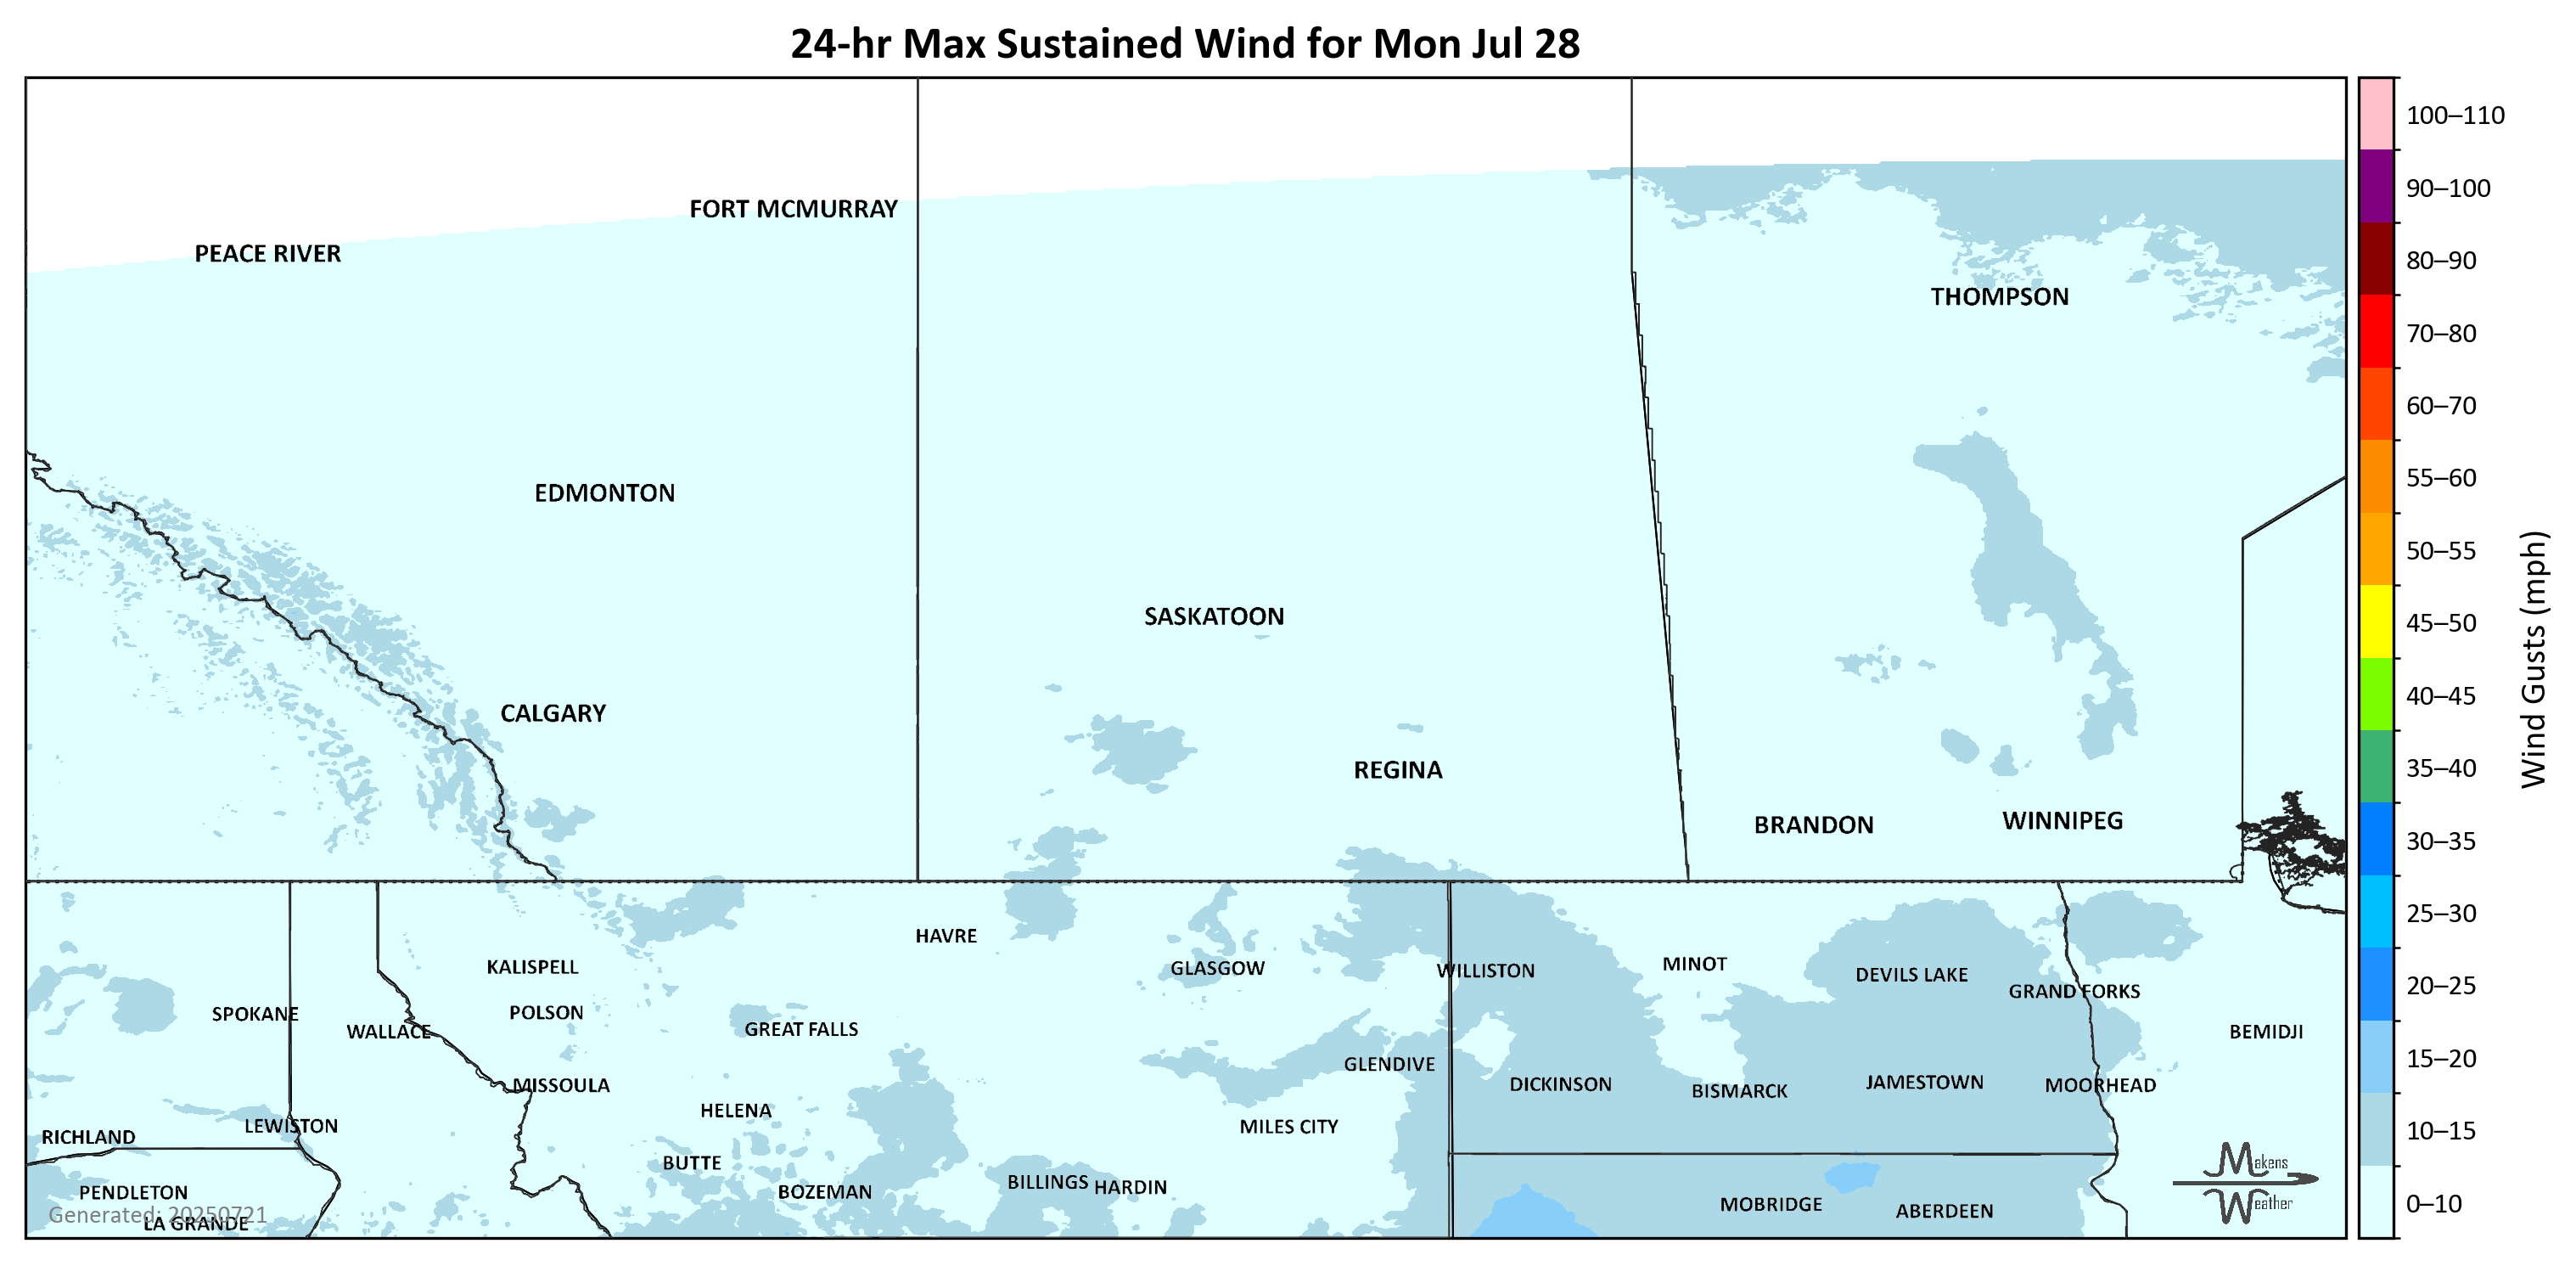 24-hr Max Sustained Wind for Mon Jul 28
100–110
90–100
80–90
70–80
60–70
55–60
50–55
45–50
40–45
35–40
30–35
25–30
20–25
15–20
10–15
0–10
Wind Gusts (mph)
FORT MCMURRAY
PEACE RIVER
THOMPSON
EDMONTON
SASKATOON
CALGARY
REGINA
BRANDON
WINNIPEG
HAVRE
KALISPELL
GLASGOW
WILLISTON
MINOT
DEVILS LAKE
GRAND FORKS
SPOKANE
POLSON
WALLACE
GREAT FALLS
BEMIDJI
GLENDIVE
MISSOULA
DICKINSON
BISMARCK
JAMESTOWN
MOORHEAD
HELENA
LEWISTON
MILES CITY
RICHLAND
BUTTE
PENDLETON
BOZEMAN
BILLINGS
HARDIN
MOBRIDGE
ABERDEEN
LA GRANDE
Generated: 20250721
Makens
Weather